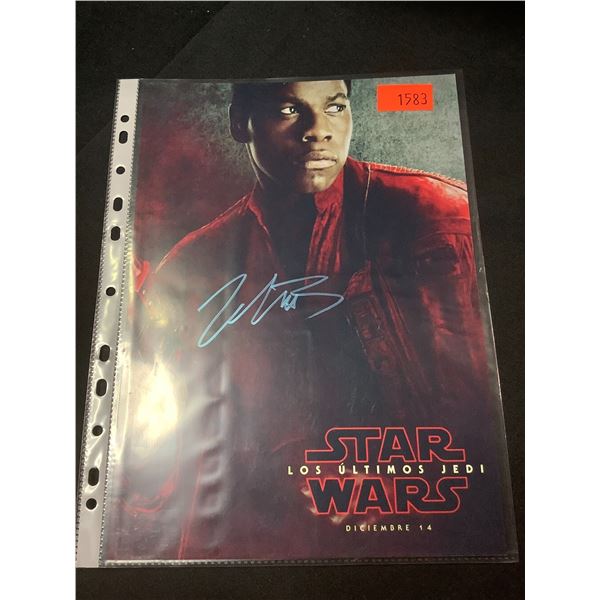 1583
STAR
LOS ÚLTIMOS JEDI
WARS
DICIEMBRE 14